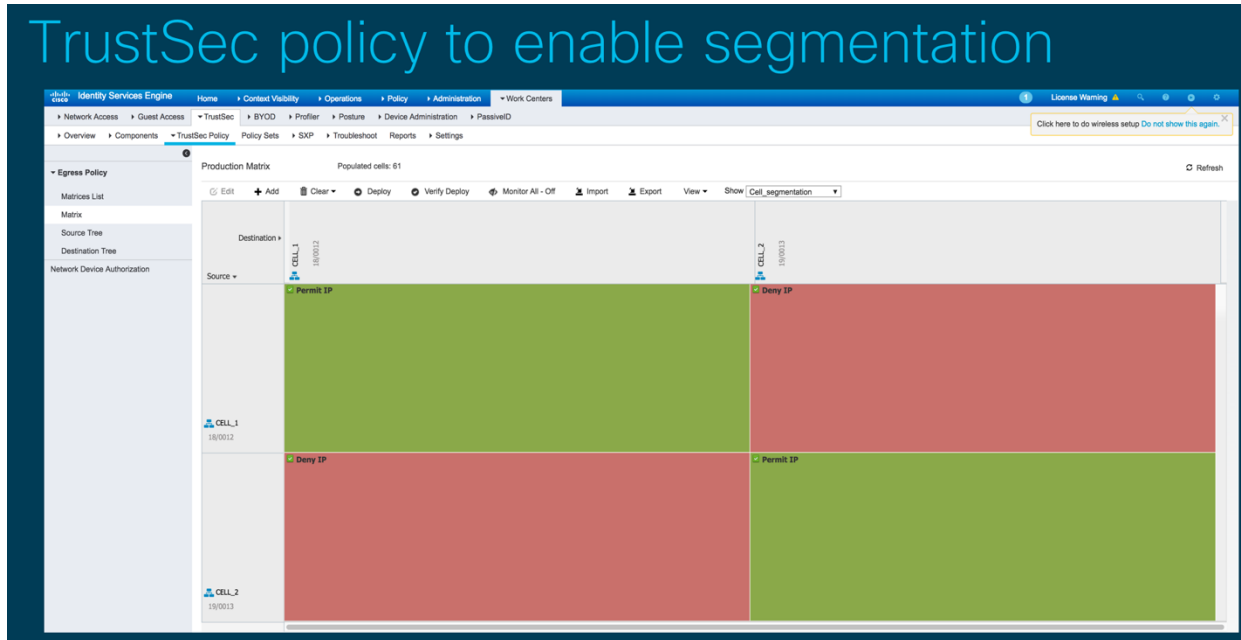 TrustSec policy to enable segmentation
cisco Identity Services Engine Home Context Visibility Operations Policy Administration Work Centers 1 License Warning
Network Access Guest Access TrustSec BYOD Profiler Posture Device Administration PassiveID
Click here to do wireless setup Do not show this again.
Overview Components TrustSec Policy Policy Sets SXP Troubleshoot Reports Settings
Egress Policy
Matrices List
Matrix
Source Tree
Destination Tree
Network Device Authorization
Production Matrix Populated cells: 61 Refresh
Edit Add Clear Deploy Verify Deploy Monitor All - Off Import Export View Show Cell_segmentation
Destination
Source
CELL_1
18/0012
CELL_2
19/0013
Permit IP Deny IP
CELL_1
18/0012
Deny IP Permit IP
CELL_2
19/0013